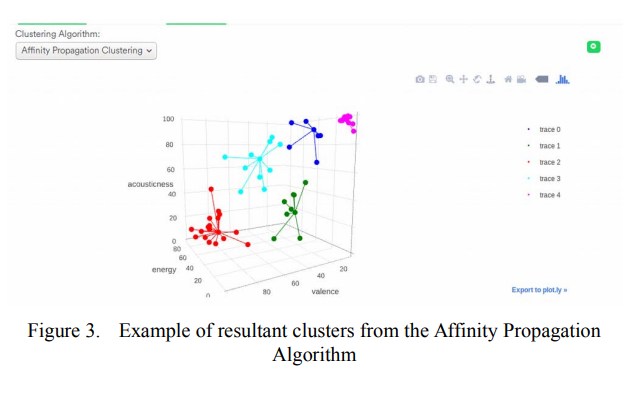 Clustering Algorithm:
Affinity Propagation Clustering
100
80
60
40
20
0
acousticness
80
60
40
20
0
energy
80
60
40
20
valence
trace 0
trace 1
trace 2
trace 3
trace 4
Export to plot.ly »
Figure 3. Example of resultant clusters from the Affinity Propagation
Algorithm